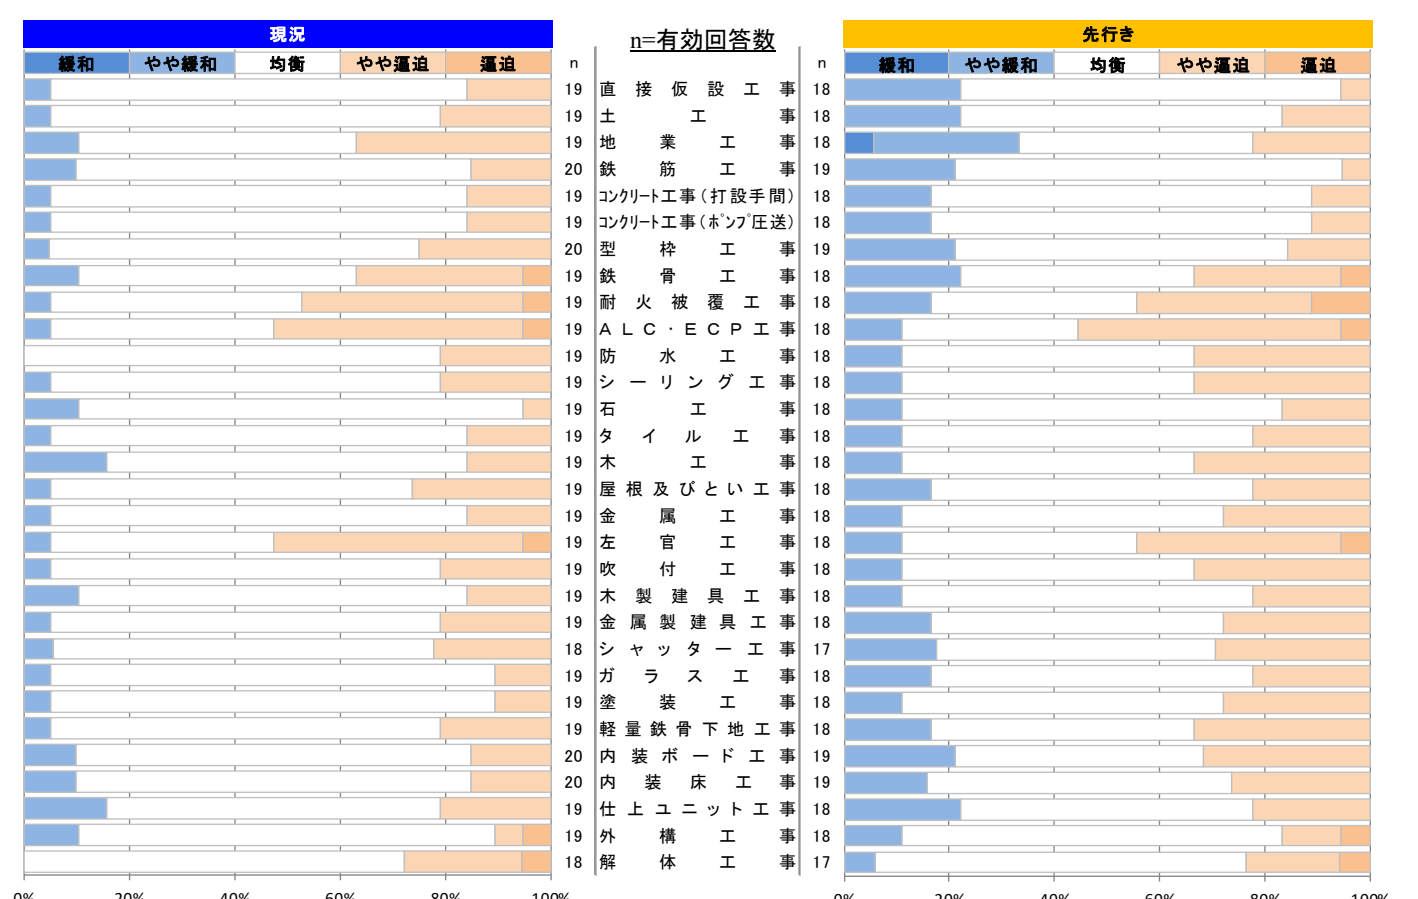 現況 n=有効回答数 先行き
緩和 やや緩和 均衡 やや逼迫 逼迫 n n 緩和 やや緩和 均衡 やや逼迫 逼迫
19 直接仮設工事 18
19 土工事 18
19 地業工事 18
20 鉄筋工事 19
19 コンクリート工事(打設手間) 18
19 コンクリート工事(ポンプ圧送) 18
20 型枠工事 19
19 鉄骨工事 18
19 耐火被覆工事 18
19 ALC・ECP工事 18
19 防水工事 18
19 シーリング工事 18
19 石工事 18
19 タイル工事 18
19 木工事 18
19 屋根及びとい工事 18
19 金属工事 18
19 左官工事 18
19 吹付工事 18
19 木製建具工事 18
19 金属製建具工事 18
18 シャッター工事 17
19 ガラス工事 18
19 塗装工事 18
19 軽量鉄骨下地工事 18
20 内装ボード工事 19
20 内装床工事 19
19 仕上ユニット工事 18
19 外構工事 18
18 解体工事 17
0% 20% 40% 60% 80% 100% 0% 20% 40% 60% 80% 100%